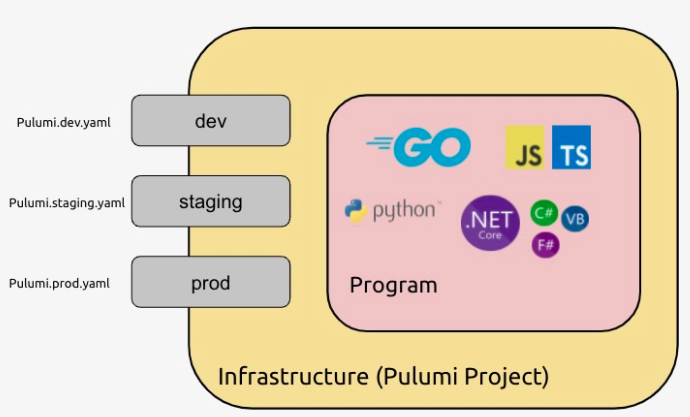 Pulumi.dev.yaml
dev
GO
JS
TS
Pulumi.staging.yaml
staging
python™
.NET
Core
C#
VB
F#
Pulumi.prod.yaml
prod
Program
Infrastructure (Pulumi Project)